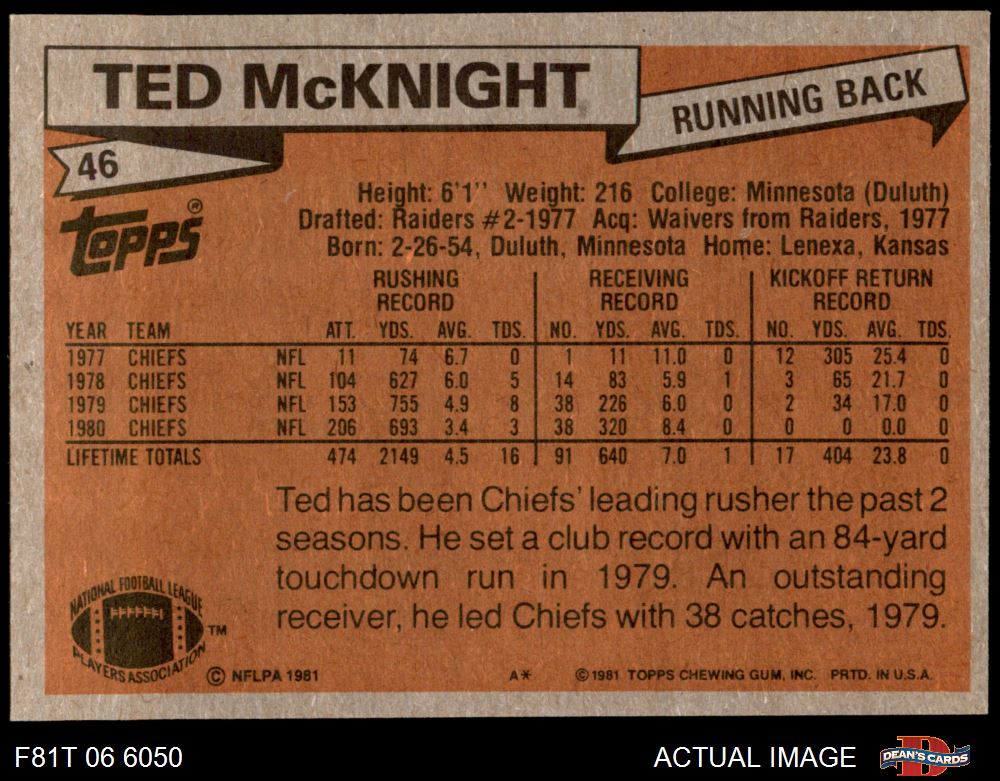 TED McKNIGHT
RUNNING BACK
46
Topps®
Height: 6'1'' Weight: 216 College: Minnesota (Duluth)
Drafted: Raiders #2-1977 Acq: Waivers from Raiders, 1977
Born: 2-26-54, Duluth, Minnesota Home: Lenexa, Kansas
RUSHING RECORD RECEIVING RECORD KICKOFF RETURN RECORD
YEAR TEAM ATT. YDS. AVG. TDS. NO. YDS. AVG. TDS. NO. YDS. AVG. TDS.
1977 CHIEFS NFL 11 74 6.7 0 1 11 11.0 0 12 305 25.4 0
1978 CHIEFS NFL 104 627 6.0 5 14 83 5.9 1 3 65 21.7 0
1979 CHIEFS NFL 153 755 4.9 8 38 226 6.0 0 2 34 17.0 0
1980 CHIEFS NFL 206 693 3.4 3 38 320 8.4 0 0 0 0.0 0
LIFETIME TOTALS 474 2149 4.5 16 91 640 7.0 1 17 404 23.8 0
Ted has been Chiefs' leading rusher the past 2
seasons. He set a club record with an 84-yard
touchdown run in 1979. An outstanding
receiver, he led Chiefs with 38 catches, 1979.
NATIONAL FOOTBALL LEAGUE
PLAYERS ASSOCIATION ™
© NFLPA 1981 A* © 1981 TOPPS CHEWING GUM, INC. PRTD. IN U.S.A.
F81T 06 6050 ACTUAL IMAGE DEAN'S CARDS